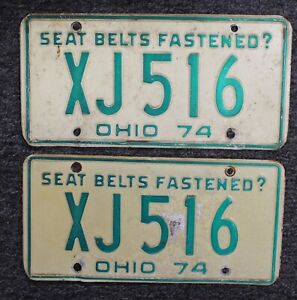 SEAT BELTS FASTENED?
XJ 516
OHIO 74
SEAT BELTS FASTENED?
XJ 516
OHIO 74